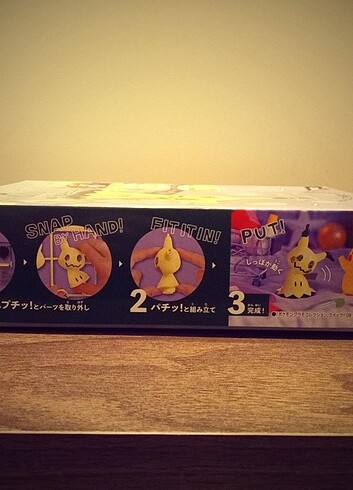 SNAP
BY HAND!
FIT IT IN!
PUT!
しっぽが動く
プチッ!とパーツを取り外し
2 パチッ!と組み立て
3 完成!